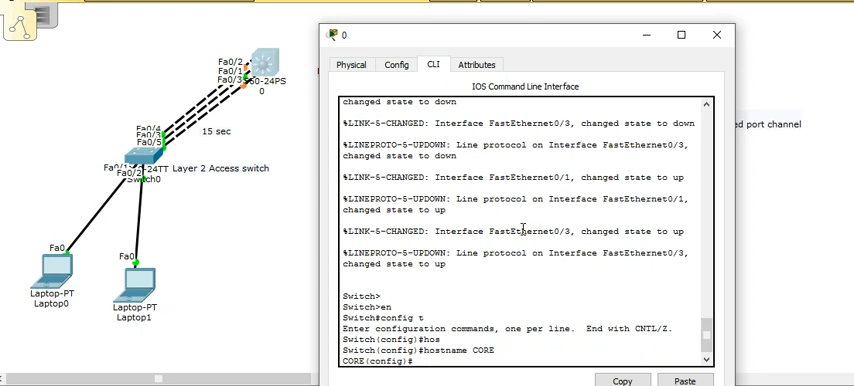 0
Physical
Config
CLI
Attributes
IOS Command Line Interface
changed state to down
%LINK-5-CHANGED: Interface FastEthernet0/3, changed state to down
%LINEPROTO-5-UPDOWN: Line protocol on Interface FastEthernet0/3,
changed state to down
%LINK-5-CHANGED: Interface FastEthernet0/1, changed state to up
%LINEPROTO-5-UPDOWN: Line protocol on Interface FastEthernet0/1,
changed state to up
%LINK-5-CHANGED: Interface FastEthernet0/3, changed state to up
%LINEPROTO-5-UPDOWN: Line protocol on Interface FastEthernet0/3,
changed state to up
Switch>
Switch>en
Switch#config t
Enter configuration commands, one per line. End with CNTL/Z.
Switch(config)#hos
Switch(config)#hostname CORE
CORE(config)#
Copy
Paste
Fa0/2
Fa0/1
Fa0/3
60-24PS
0
15 sec
Fa0/4
Fa0/3
Fa0/5
Fa0/1
-24TT
Layer 2 Access switch
Fa0/2
Switch0
Fa0
Laptop-PT
Laptop0
Fa0
Laptop-PT
Laptop1
ed port channel